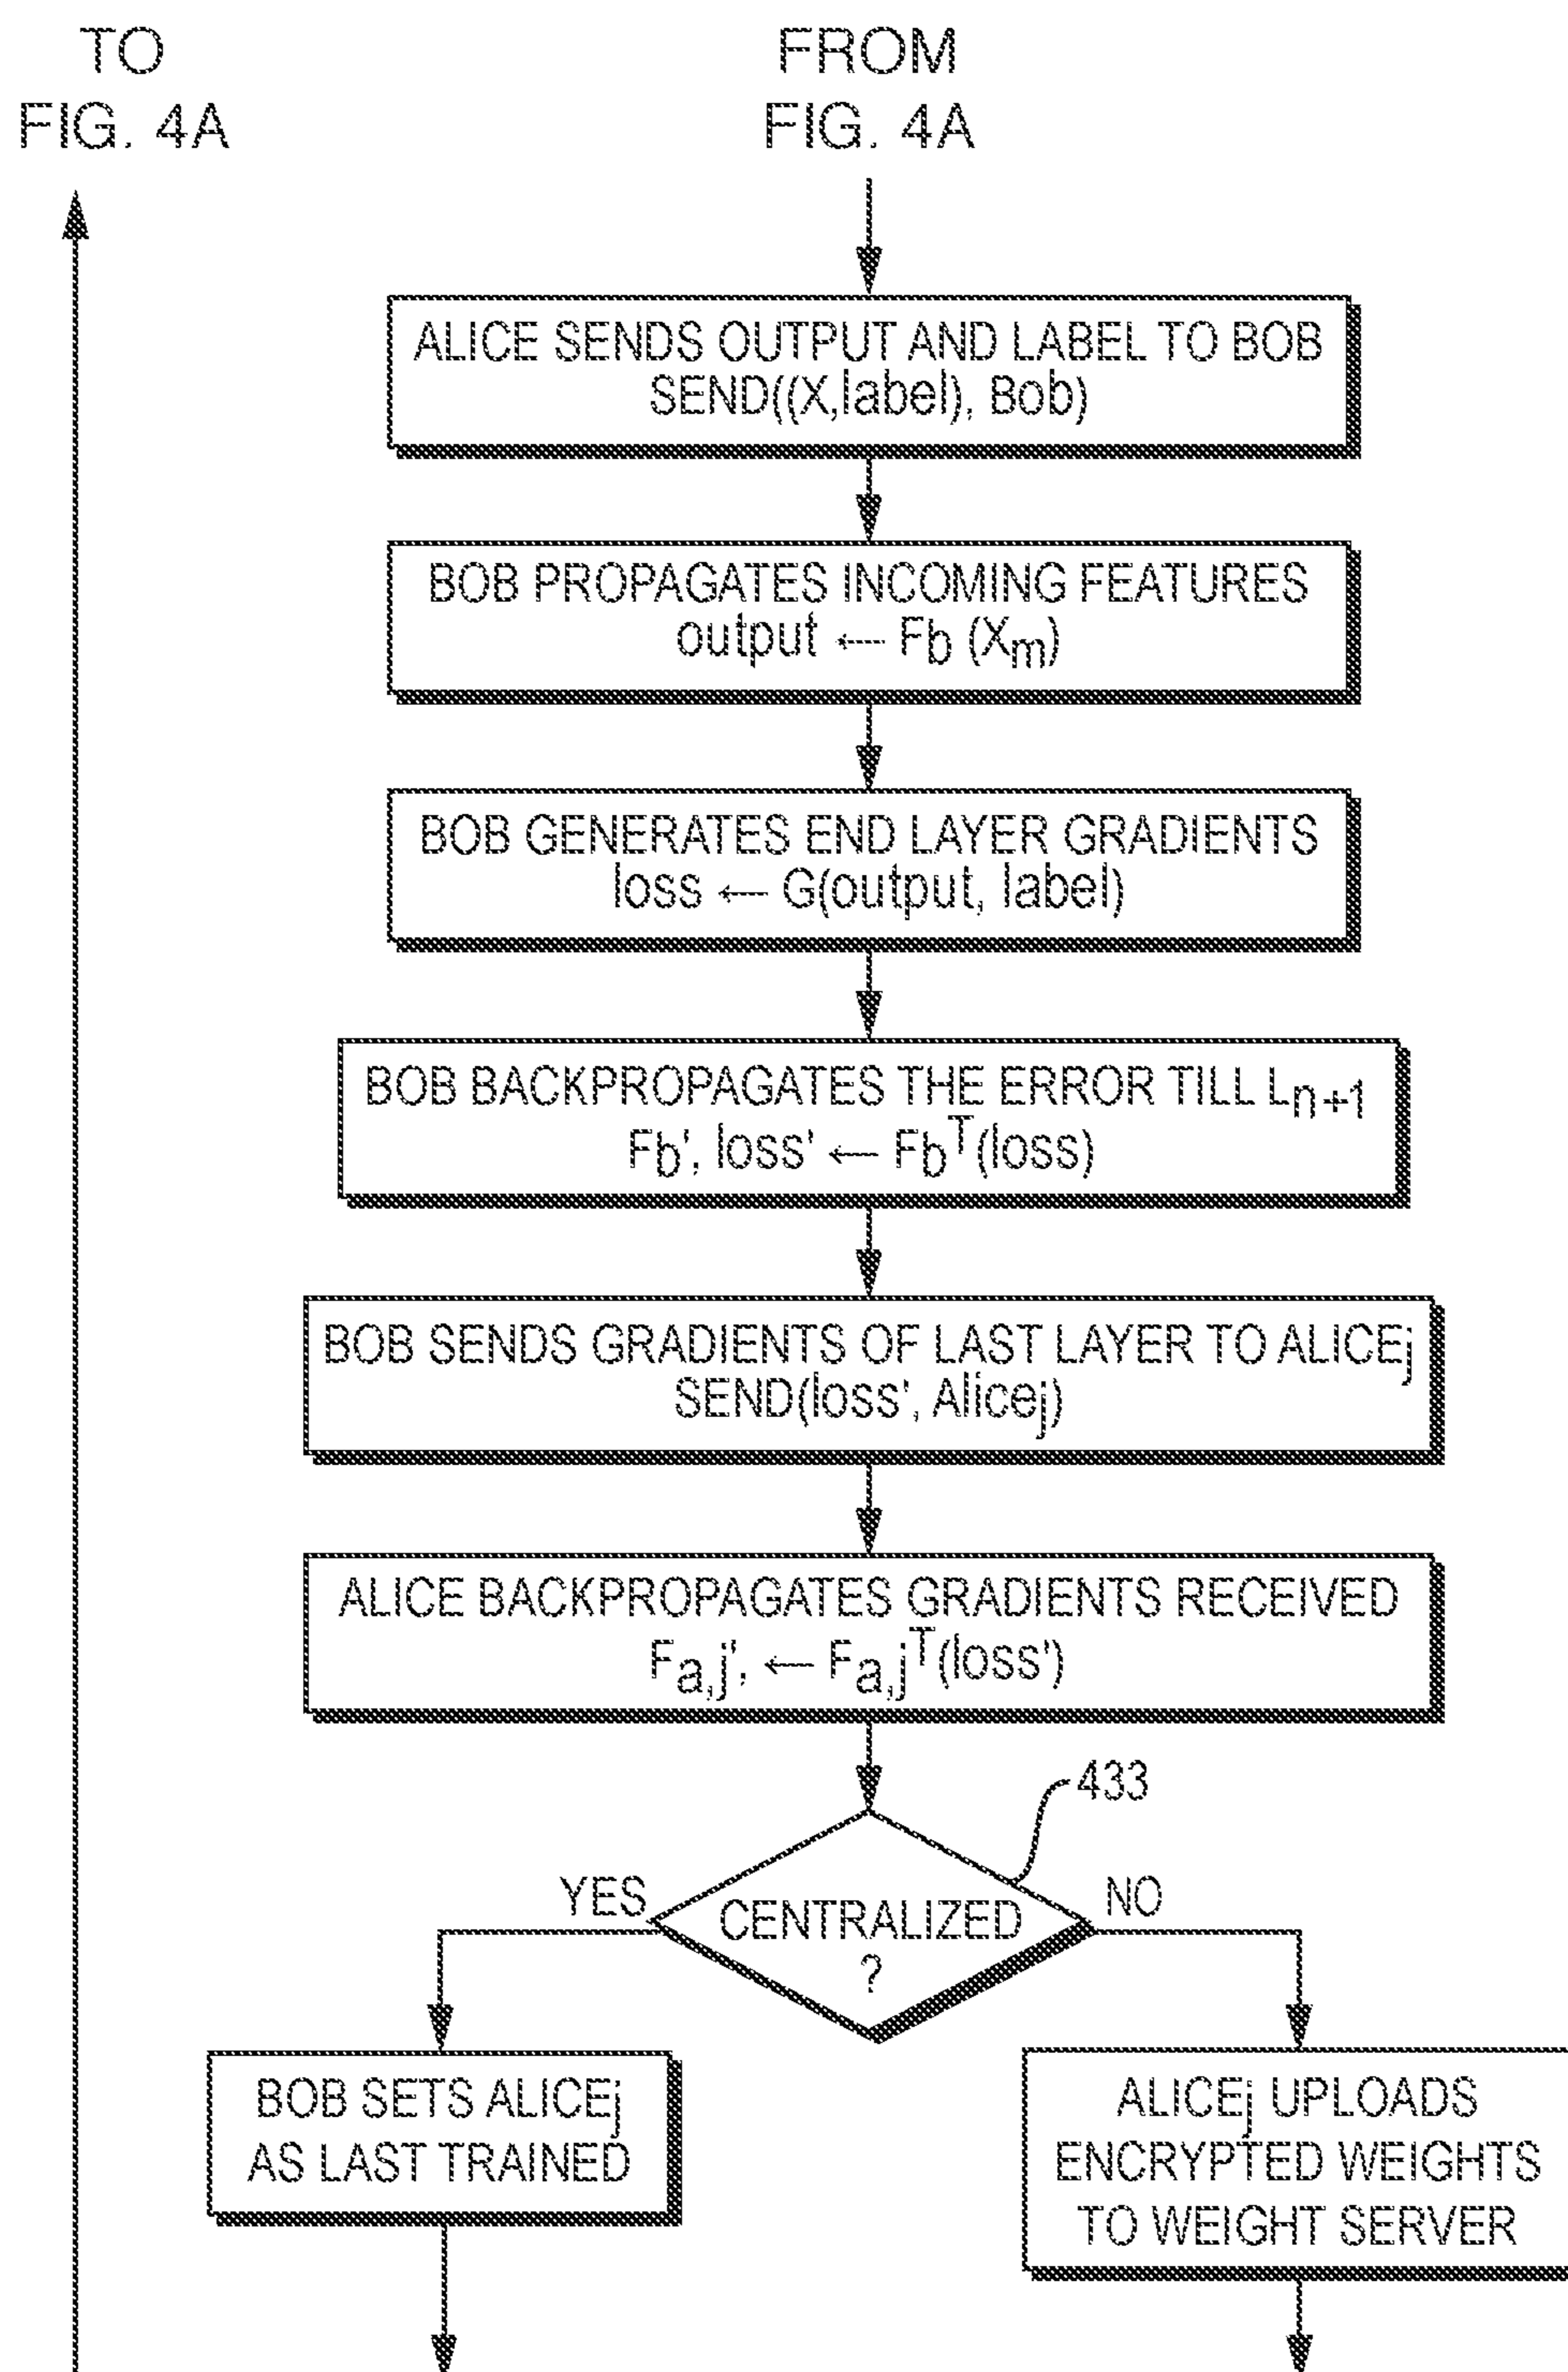 TO
FIG. 4A
FROM
FIG. 4A
ALICE SENDS OUTPUT AND LABEL TO BOB
SEND((X,label), Bob)
BOB PROPAGATES INCOMING FEATURES
output ← Fb (Xm)
BOB GENERATES END LAYER GRADIENTS
loss ← G(output, label)
BOB BACKPROPAGATES THE ERROR TILL Ln+1
Fb', loss' ← FbT(loss)
BOB SENDS GRADIENTS OF LAST LAYER TO ALICEj
SEND(loss', Alicej)
ALICE BACKPROPAGATES GRADIENTS RECEIVED
Fa,j', ← Fa,jT(loss')
433
YES
CENTRALIZED
?
NO
BOB SETS ALICEj
AS LAST TRAINED
ALICEj UPLOADS
ENCRYPTED WEIGHTS
TO WEIGHT SERVER